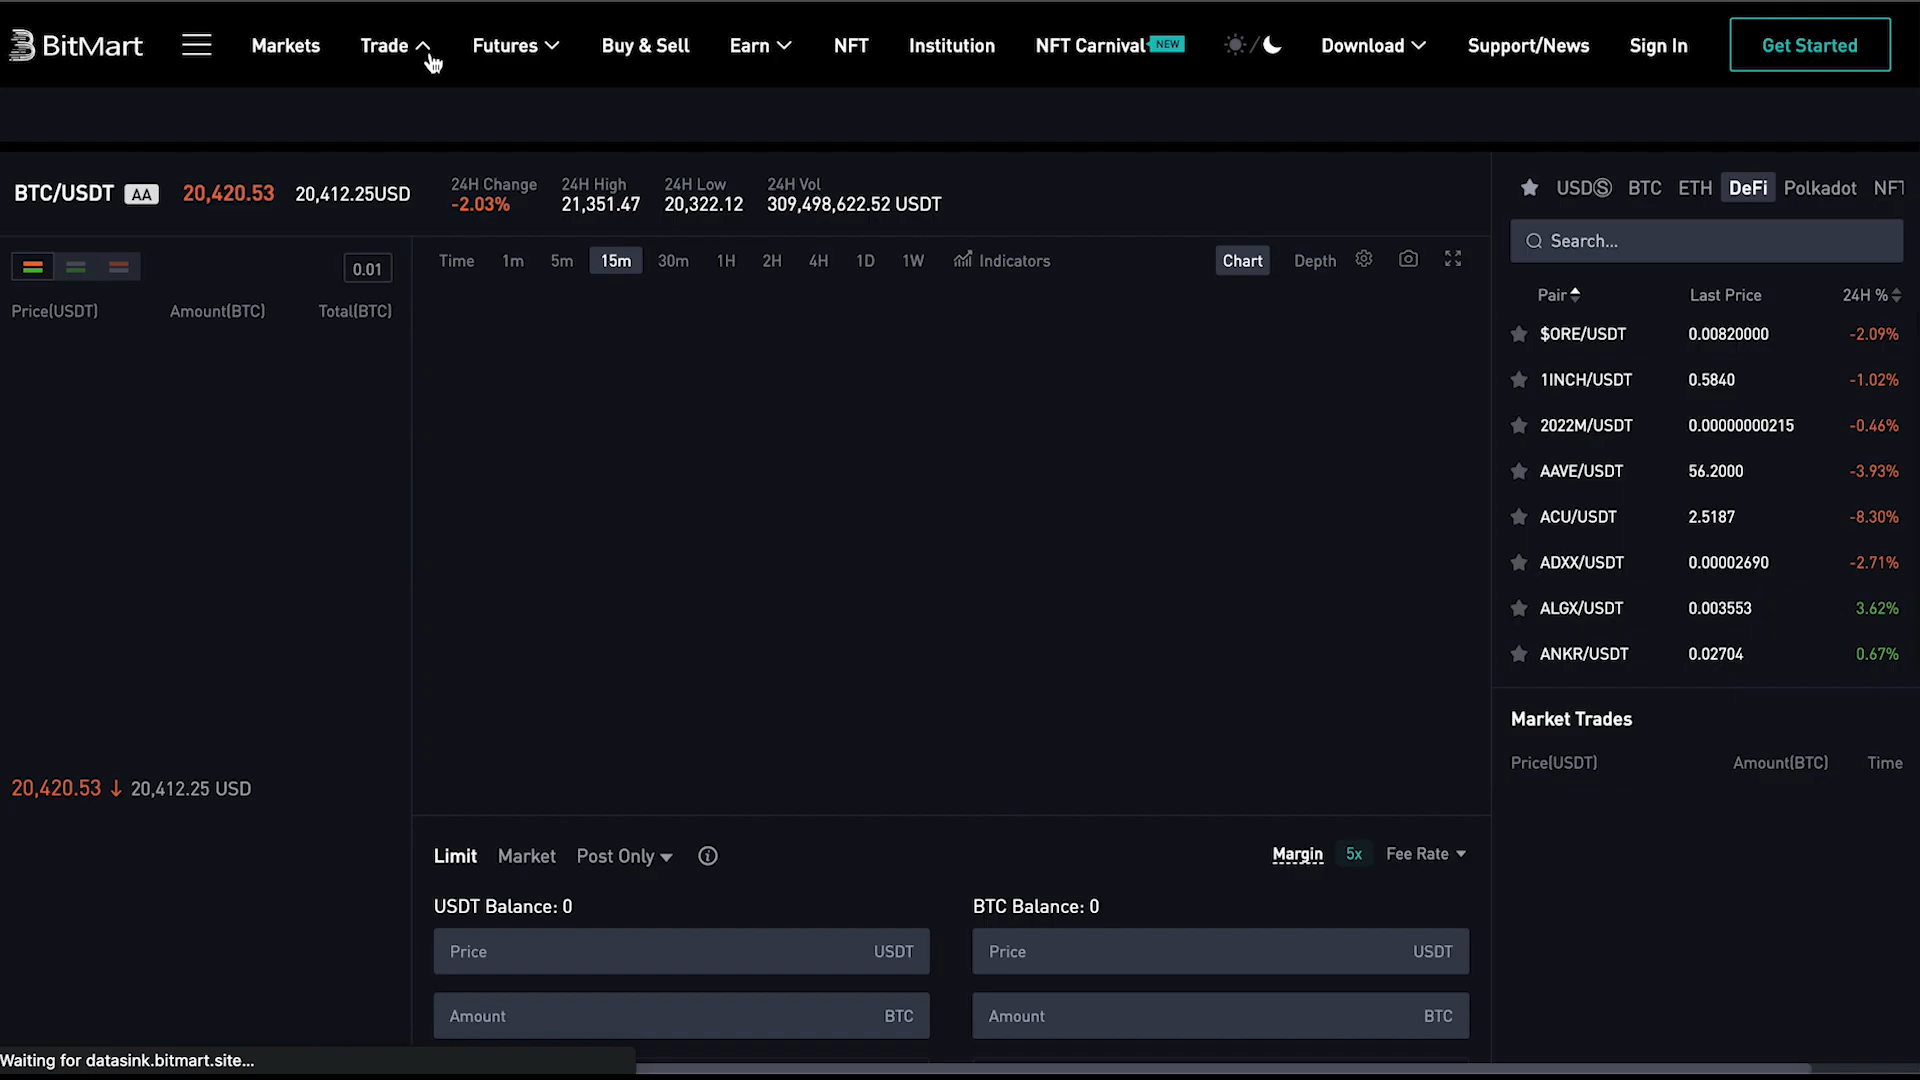 BitMart Markets Trade Futures Buy & Sell Earn NFT Institution NFT Carnival NEW / Download Support/News Sign In Get Started
BTC/USDT AA 20,420.53 20,412.25USD
24H Change 24H High 24H Low 24H Vol
-2.03% 21,351.47 20,322.12 309,498,622.52 USDT
0.01
Price(USDT) Amount(BTC) Total(BTC)
20,420.53 ↓ 20,412.25 USD
Time 1m 5m 15m 30m 1H 2H 4H 1D 1W Indicators Chart Depth
Limit Market Post Only Margin 5x Fee Rate
USDT Balance: 0 BTC Balance: 0
Price USDT Price USDT
Amount BTC Amount BTC
USDⓈ BTC ETH DeFi Polkadot NFT
Search...
Pair Last Price 24H %
$ORE/USDT 0.00820000 -2.09%
1INCH/USDT 0.5840 -1.02%
2022M/USDT 0.00000000215 -0.46%
AAVE/USDT 56.2000 -3.93%
ACU/USDT 2.5187 -8.30%
ADXX/USDT 0.00002690 -2.71%
ALGX/USDT 0.003553 3.62%
ANKR/USDT 0.02704 0.67%
Market Trades
Price(USDT) Amount(BTC) Time
Waiting for datasink.bitmart.site...